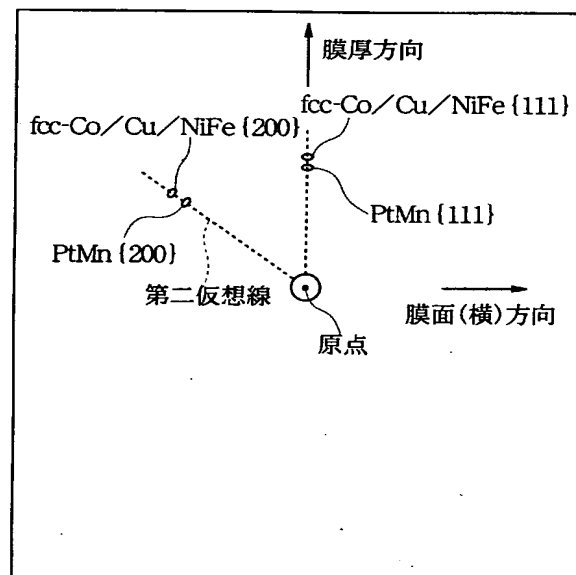 膜厚方向
fcc-Co／Cu／NiFe{200}
fcc-Co／Cu／NiFe{111}
PtMn{111}
PtMn{200}
第二仮想線
膜面(横)方向
原点